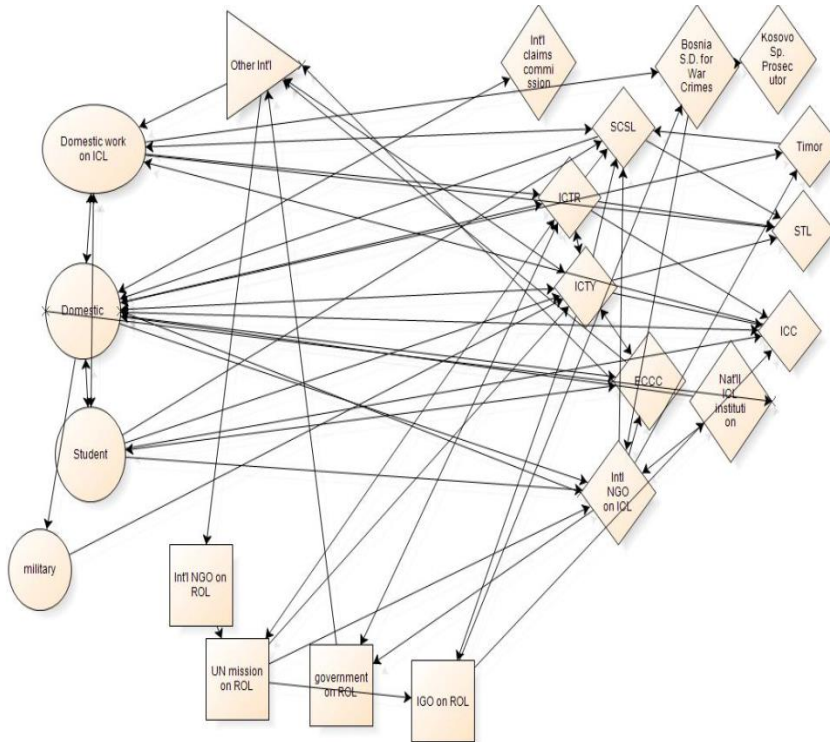 Other Int'l
Int'l
claims
commi
ssion
Bosnia
S.D. for
War
Crimes
Kosovo
Sp.
Prosec
utor
Domestic work
on ICL
SCSL
Timor
ICTR
STL
Domestic
ICTY
ICC
ECCC
Nat'll
ICL
instituti
on
Student
Intl
NGO
on ICL
military
Int'l NGO on
ROL
UN mission
on ROL
government
on ROL
IGO on ROL